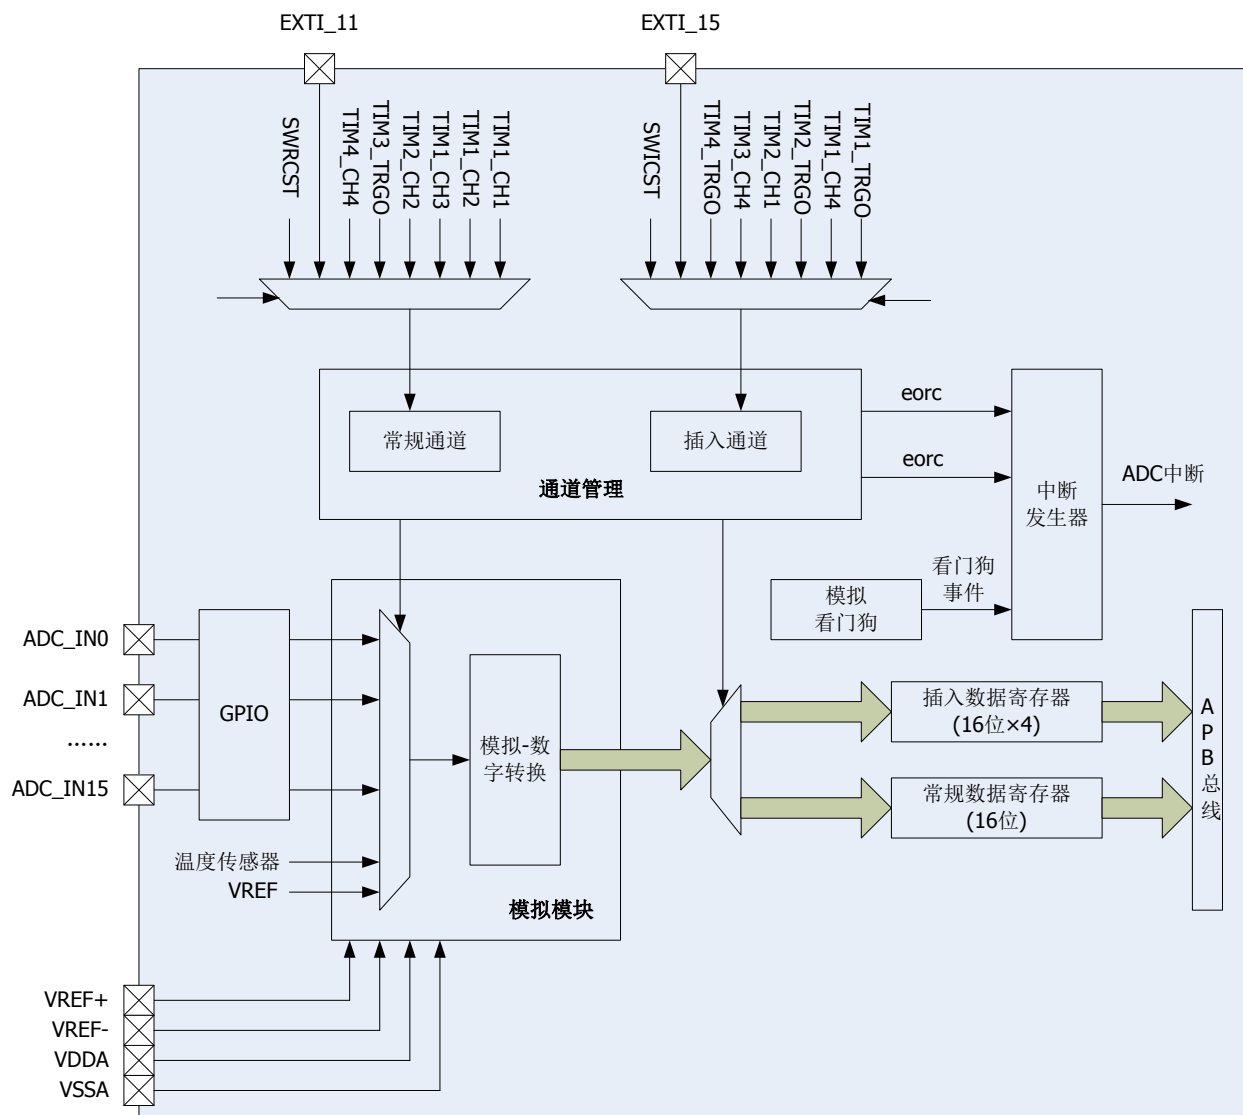 EXTI_11
EXTI_15
SWRCST
TIM4_CH4
TIM3_TRGO
TIM2_CH2
TIM1_CH3
TIM1_CH2
TIM1_CH1
SWICST
TIM4_TRGO
TIM3_CH4
TIM2_CH1
TIM2_TRGO
TIM1_CH4
TIM1_TRGO
常规通道
插入通道
通道管理
eorc
eorc
中断
发生器
ADC中断
模拟
看门狗
看门狗
事件
ADC_IN0
ADC_IN1
......
ADC_IN15
GPIO
温度传感器
VREF
模拟-数
字转换
模拟模块
插入数据寄存器
(16位×4)
常规数据寄存器
(16位)
A
P
B
总
线
VREF+
VREF-
VDDA
VSSA